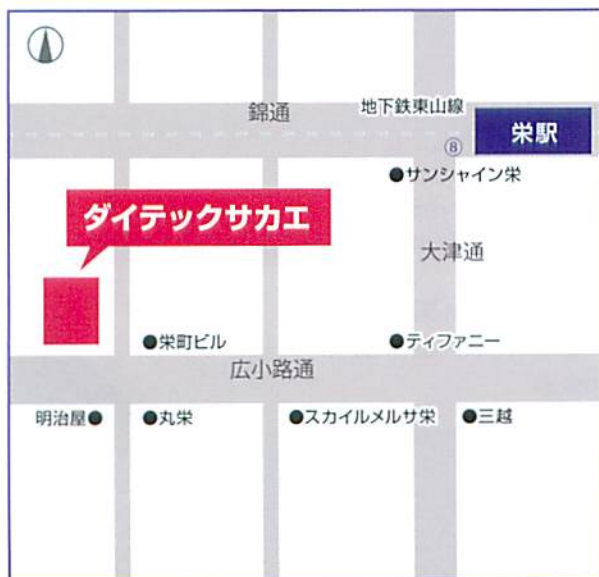 地下鉄東山線
錦通
栄駅
⑧
●サンシャイン栄
ダイテックサカエ
大津通
●栄町ビル
●ティファニー
広小路通
明治屋●
●丸栄
●スカイルメルサ栄
●三越